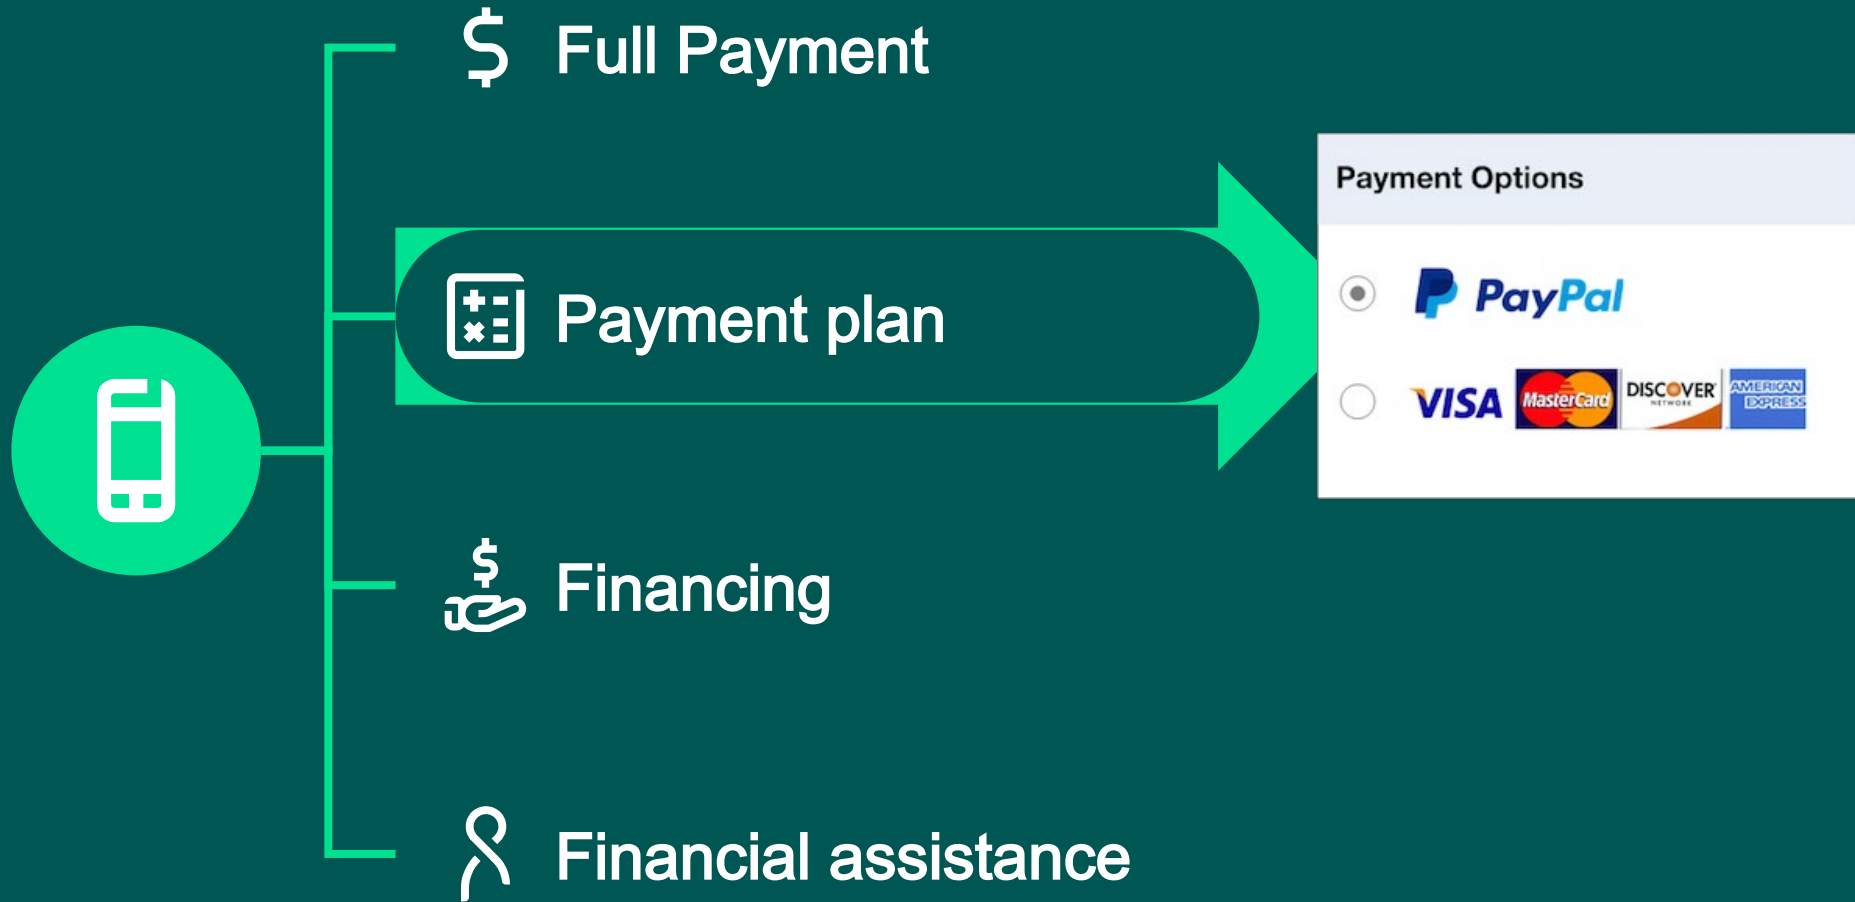 Full Payment
Payment Options
PayPal
Payment plan
VISA MasterCard DISCOVER NETWORK AMERICAN EXPRESS
Financing
Financial assistance